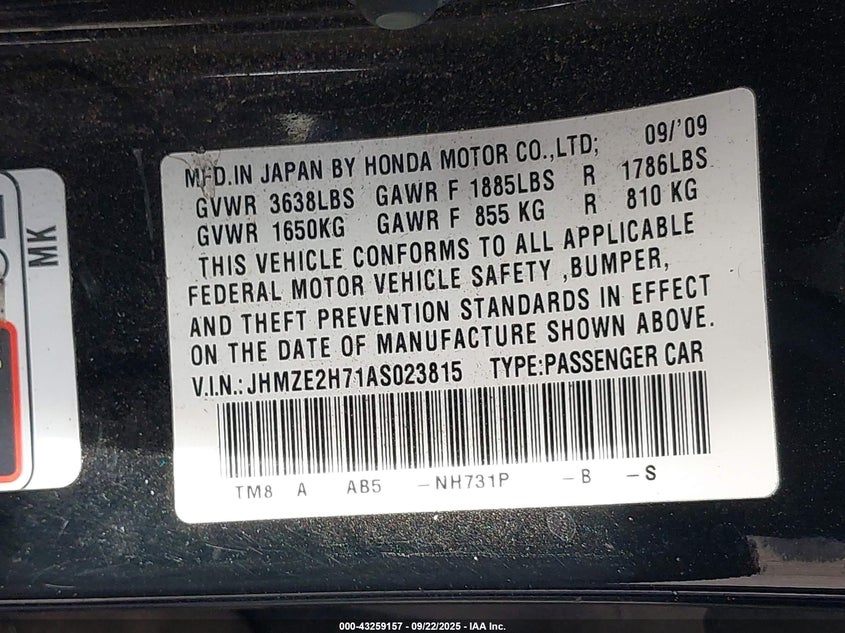 MFD.IN JAPAN BY HONDA MOTOR CO.,LTD; 09/'09
GVWR 3638LBS GAWR F 1885LBS R 1786LBS
GVWR 1650KG GAWR F 855 KG R 810 KG
THIS VEHICLE CONFORMS TO ALL APPLICABLE
FEDERAL MOTOR VEHICLE SAFETY ,BUMPER,
AND THEFT PREVENTION STANDARDS IN EFFECT
ON THE DATE OF MANUFACTURE SHOWN ABOVE.
V.I.N.:JHMZE2H71AS023815 TYPE:PASSENGER CAR
TM8 A AB5 -NH731P -B -S
MK
000-43259157 - 09/22/2025 - IAA Inc.